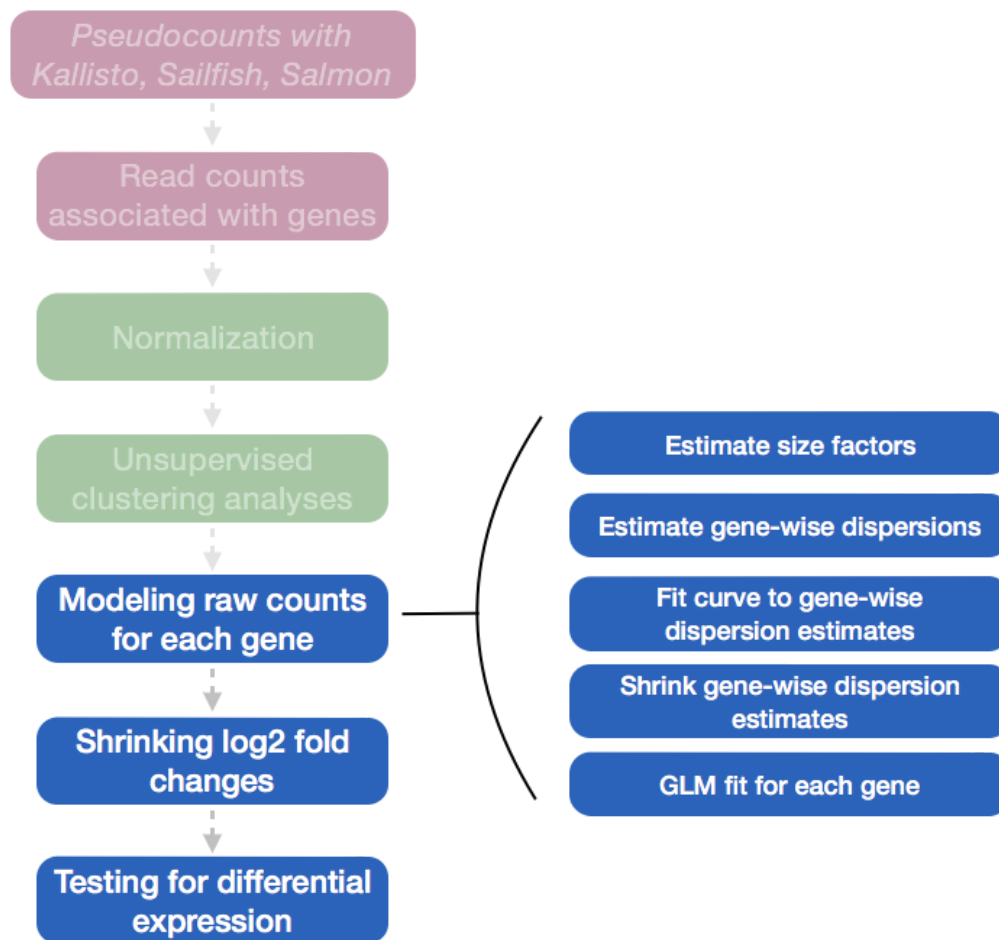 Pseudocounts with
Kallisto, Sailfish, Salmon
Read counts
associated with genes
Normalization
Unsupervised
clustering analyses
Modeling raw counts
for each gene
Shrinking log2 fold
changes
Testing for differential
expression
Estimate size factors
Estimate gene-wise dispersions
Fit curve to gene-wise
dispersion estimates
Shrink gene-wise dispersion
estimates
GLM fit for each gene